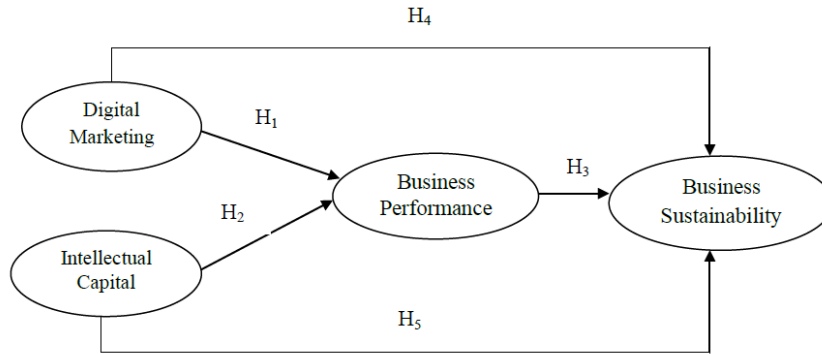 H₄
Digital
Marketing
H₁
Business
Performance
H₃
Business
Sustainability
H₂
Intellectual
Capital
H₅